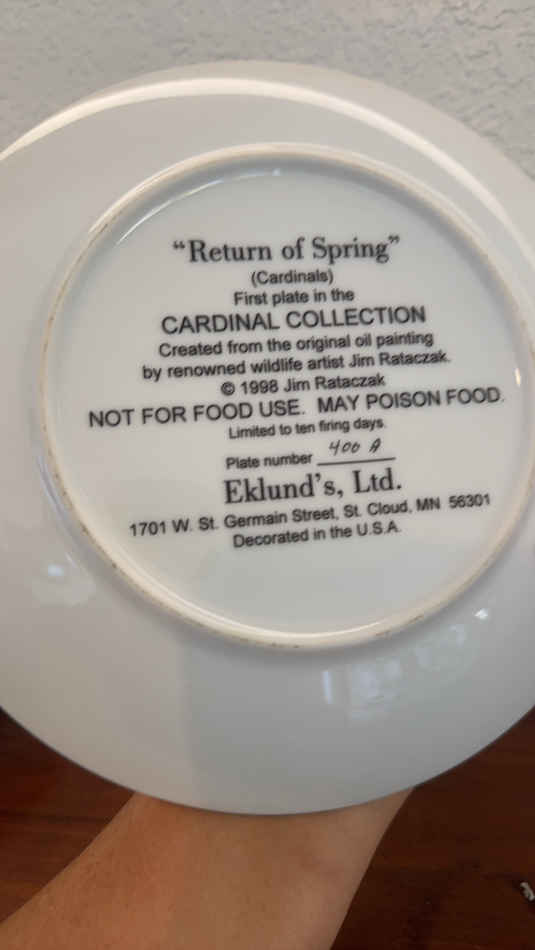 “Return of Spring”
(Cardinals)
First plate in the
CARDINAL COLLECTION
Created from the original oil painting
by renowned wildlife artist Jim Rataczak.
© 1998 Jim Rataczak
NOT FOR FOOD USE. MAY POISON FOOD.
Limited to ten firing days.
Plate number 400 A
Eklund's, Ltd.
1701 W. St. Germain Street, St. Cloud, MN 56301
Decorated in the U.S.A.